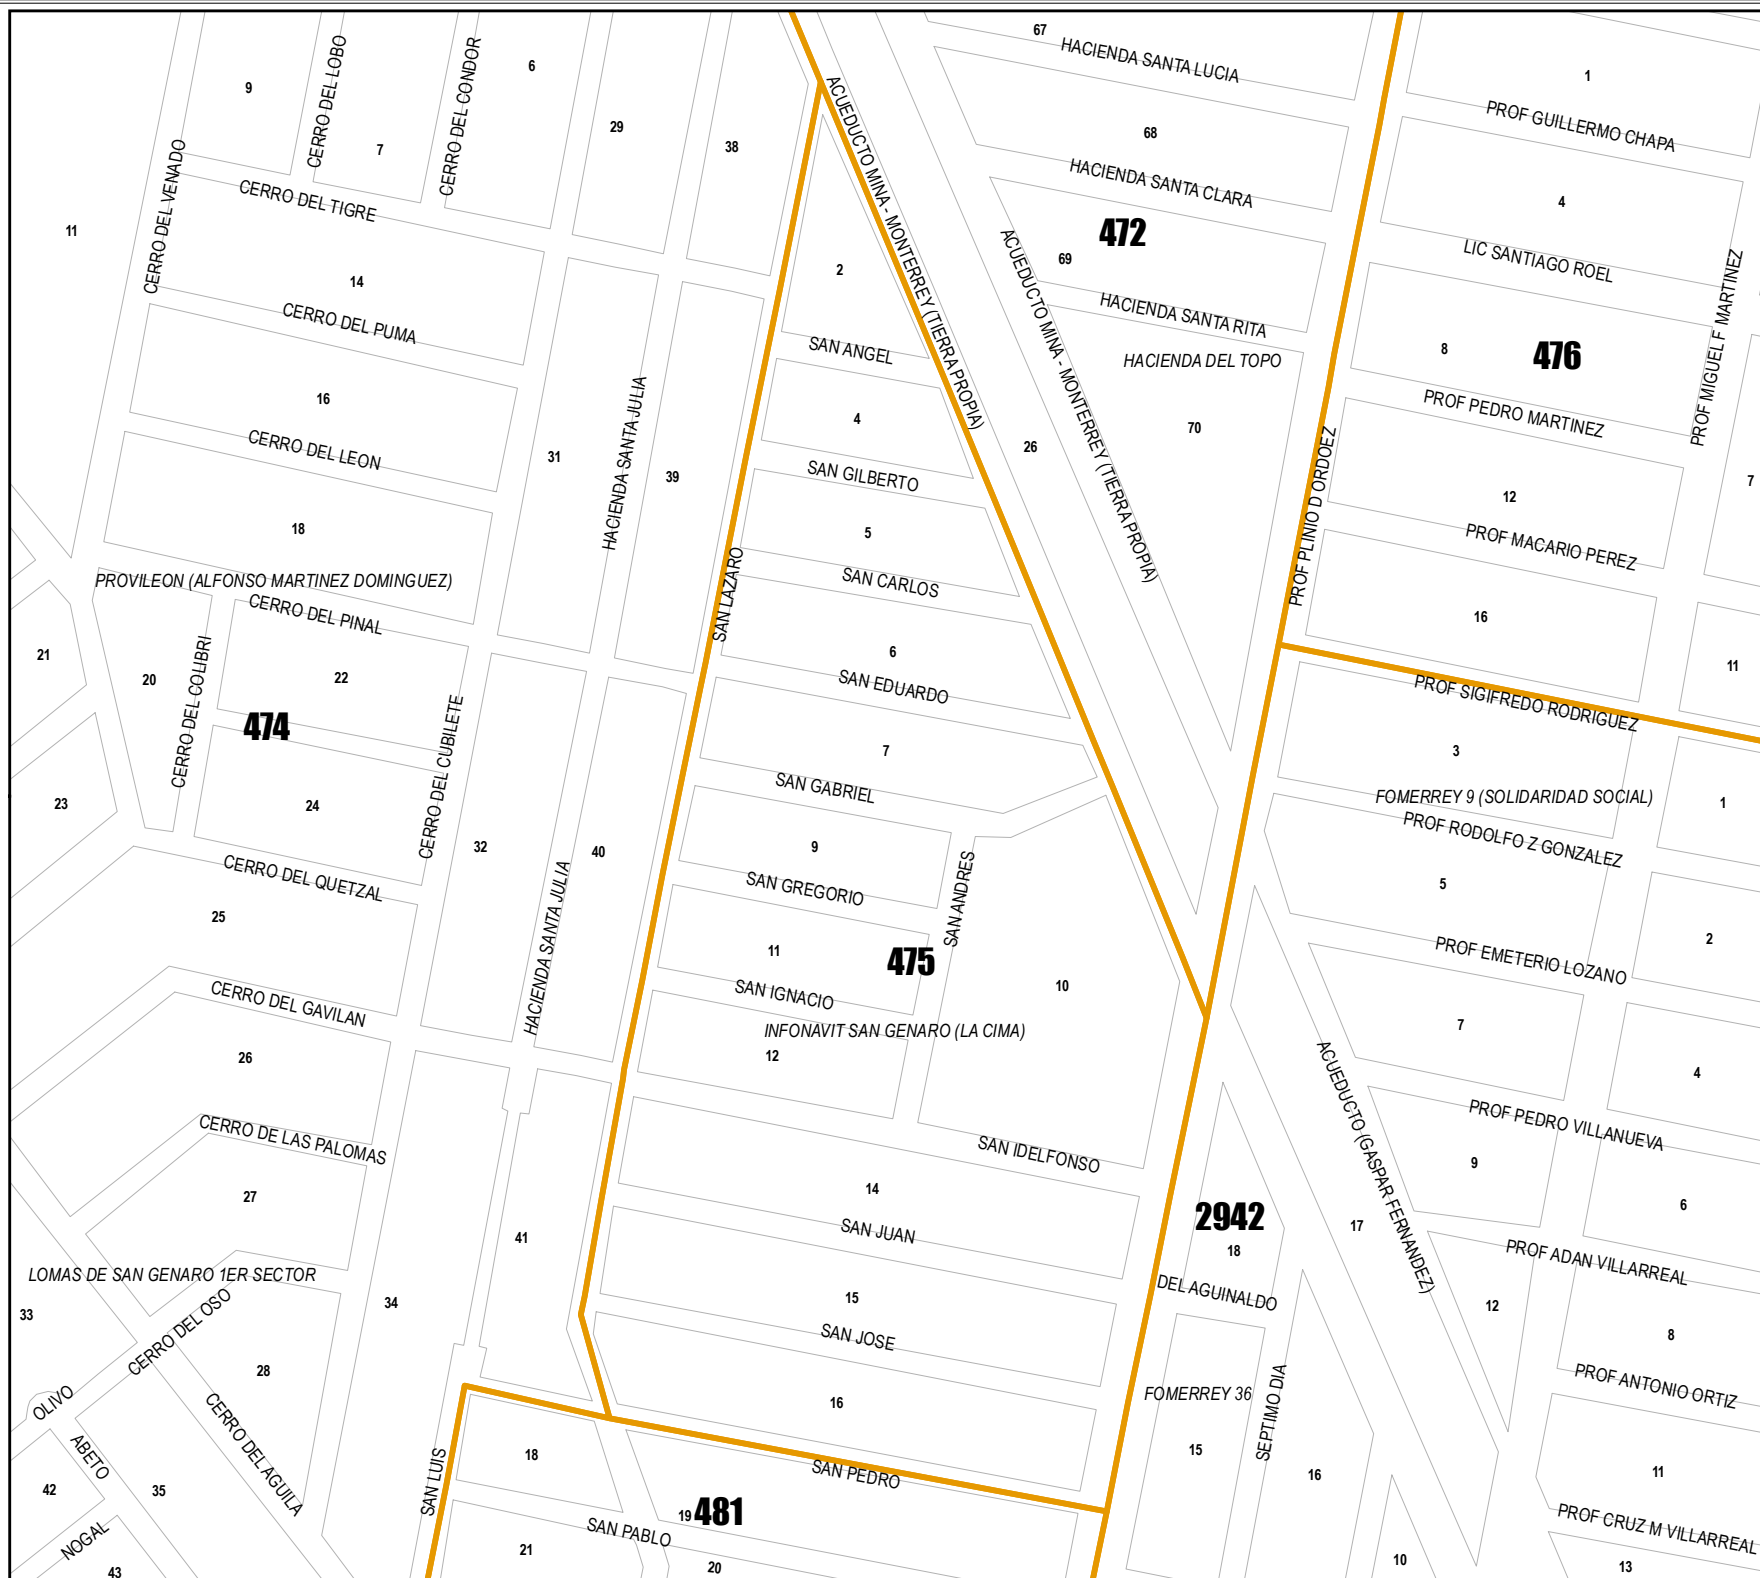 67
HACIENDA SANTA LUCIA
6
9
CERRO DEL LOBO
CERRO DEL CONDOR
1
PROF GUILLERMO CHAPA
29
38
7
68
ACUEDUCTO MINA - MONTERREY (TIERRA PROPIA)
HACIENDA SANTA CLARA
CERRO DEL VENADO
CERRO DEL TIGRE
4
11
472
LIC SANTIAGO ROEL
69
2
14
ACUEDUCTO MINA - MONTERREY (TIERRA PROPIA)
HACIENDA SANTA RITA
PROF MIGUEL F MARTINEZ
CERRO DEL PUMA
SAN ANGEL
HACIENDA DEL TOPO
8
476
16
PROF PEDRO MARTINEZ
4
70
26
CERRO DEL LEON
31
HACIENDA SANTA JULIA
39
SAN GILBERTO
7
12
PROF PLINIO D ORDOEZ
18
5
PROF MACARIO PEREZ
PROVILEON (ALFONSO MARTINEZ DOMINGUEZ)
SAN CARLOS
SAN LAZARO
CERRO DEL PINAL
16
21
6
11
20
CERRO DEL COLIBRI
22
SAN EDUARDO
PROF SIGIFREDO RODRIGUEZ
474
7
3
CERRO DEL CUBILETE
SAN GABRIEL
FOMERREY 9 (SOLIDARIDAD SOCIAL)
23
24
1
PROF RODOLFO Z GONZALEZ
32
40
9
CERRO DEL QUETZAL
SAN GREGORIO
SAN ANDRES
5
25
HACIENDA SANTA JULIA
11
475
PROF EMETERIO LOZANO
2
10
CERRO DEL GAVILAN
SAN IGNACIO
INFONAVIT SAN GENARO (LA CIMA)
7
26
12
4
ACUEDUCTO (GASPAR FERNANDEZ)
CERRO DE LAS PALOMAS
PROF PEDRO VILLANUEVA
SAN IDELFONSO
9
27
14
6
2942
17
41
SAN JUAN
18
LOMAS DE SAN GENARO 1ER SECTOR
PROF ADAN VILLARREAL
DEL AGUINALDO
15
34
12
33
CERRO DEL OSO
SAN JOSE
8
28
OLIVO
16
FOMERREY 36
SEPTIMO DIA
PROF ANTONIO ORTIZ
CERRO DEL AGUILA
ABETO
18
SAN LUIS
15
SAN PEDRO
16
11
42
35
19
481
PROF CRUZ M VILLARREAL
NOGAL
SAN PABLO
21
20
10
13
43